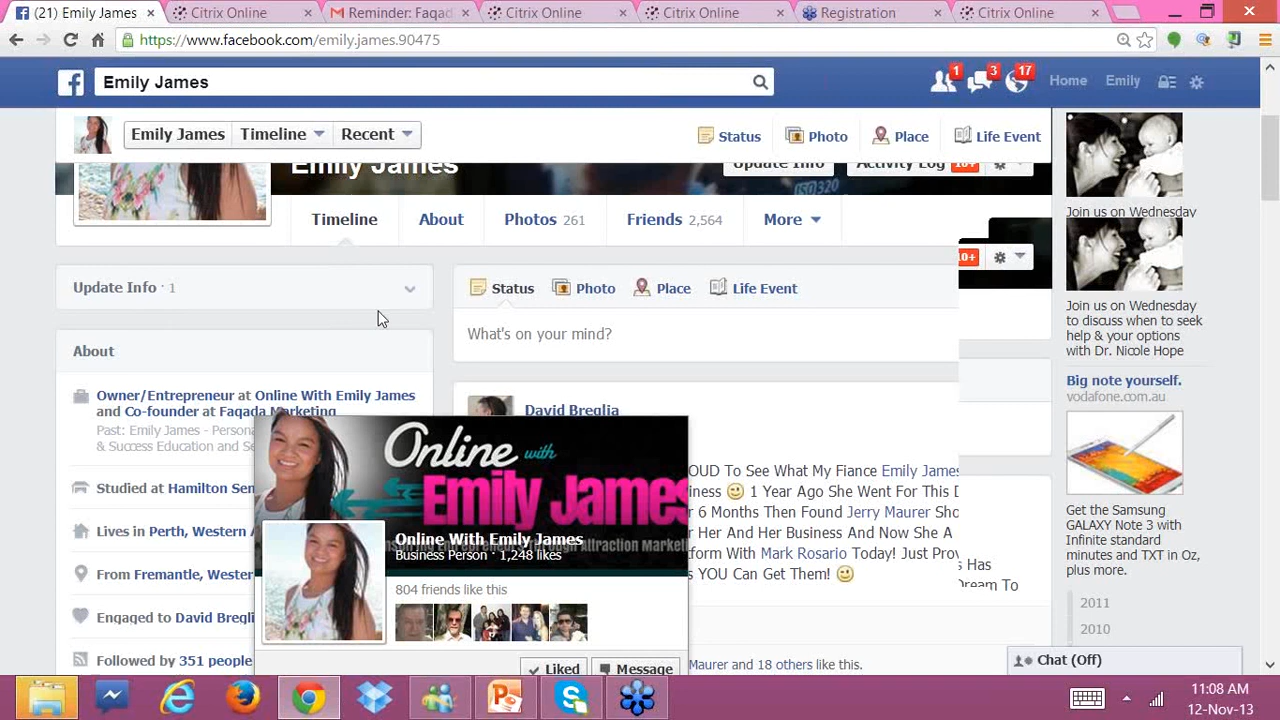 (21) Emily James
Citrix Online
Reminder: Faqad
Citrix Online
Citrix Online
Registration
Citrix Online
https://www.facebook.com/emily.james.90475
Emily James
1
3
17
Home
Emily
Emily James
Timeline
Recent
Status
Photo
Place
Life Event
Emily James
Update Info
Activity Log
10+
ISO320
Timeline
About
Photos 261
Friends 2,564
More
Join us on Wednesday
10+
Update Info · 1
Status
Photo
Place
Life Event
What's on your mind?
Join us on Wednesday
to discuss when to seek
help & your options
with Dr. Nicole Hope
About
Big note yourself.
vodafone.com.au
Owner/Entrepreneur at Online With Emily James
and Co-founder at Faqada Marketing
Past: Emily James - Persona
& Success Education and Se
David Breglia
Online with
Emily James
OUD To See What My Fiance Emily James
iness 1 Year Ago She Went For This D
r 6 Months Then Found Jerry Maurer Sho
Her And Her Business And Now She A
form With Mark Rosario Today! Just Prov
s YOU Can Get Them!
s Has
Dream To
Studied at Hamilton Sen
Lives in Perth, Western A
From Fremantle, Wester
Engaged to David Bregli
Followed by 351 people
Online With Emily James
Business Person · 1,248 likes
804 friends like this
Liked
Message
Maurer and 18 others like this.
Get the Samsung
GALAXY Note 3 with
Infinite standard
minutes and TXT in Oz,
plus more.
2011
2010
Chat (Off)
11:08 AM
12-Nov-13